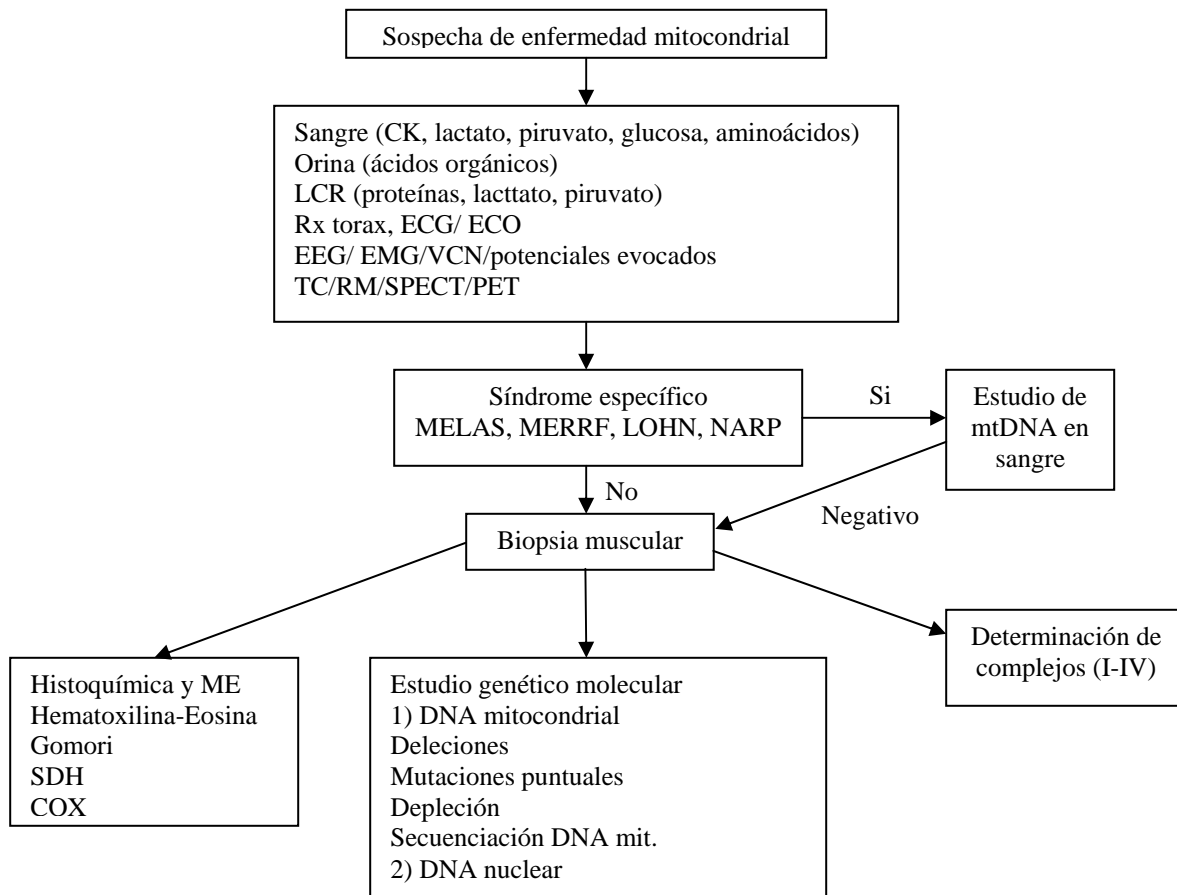 Sospecha de enfermedad mitocondrial
Sangre (CK, lactato, piruvato, glucosa, aminoácidos)
Orina (ácidos orgánicos)
LCR (proteínas, lacttato, piruvato)
Rx torax, ECG/ ECO
EEG/ EMG/VCN/potenciales evocados
TC/RM/SPECT/PET
Síndrome específico
MELAS, MERRF, LOHN, NARP
Si
Estudio de
mtDNA en
sangre
No
Negativo
Biopsia muscular
Histoquímica y ME
Hematoxilina-Eosina
Gomori
SDH
COX
Estudio genético molecular
1) DNA mitocondrial
Deleciones
Mutaciones puntuales
Depleción
Secuenciación DNA mit.
2) DNA nuclear
Determinación de
complejos (I-IV)